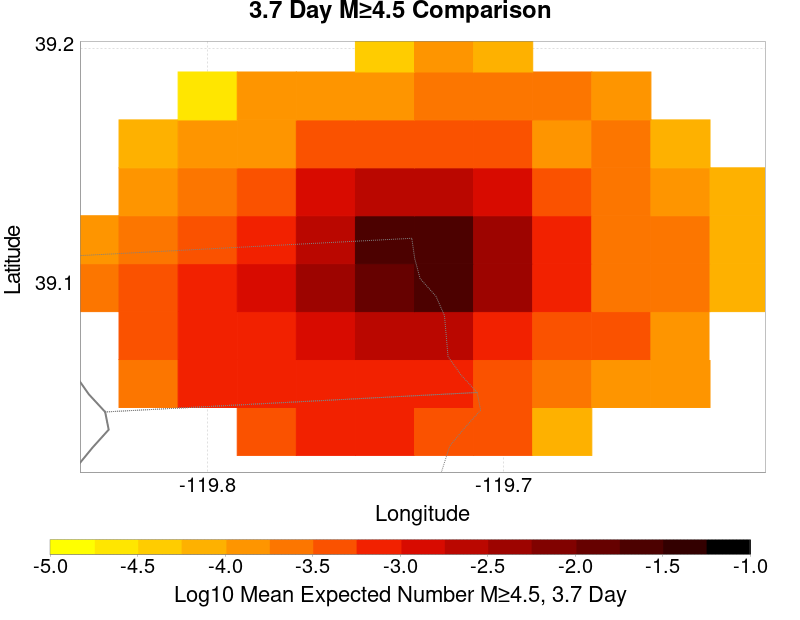 3.7 Day M≥4.5 Comparison
39.2
39.1
Latitude
-119.8 -119.7
Longitude
-5.0 -4.5 -4.0 -3.5 -3.0 -2.5 -2.0 -1.5 -1.0
Log10 Mean Expected Number M≥4.5, 3.7 Day